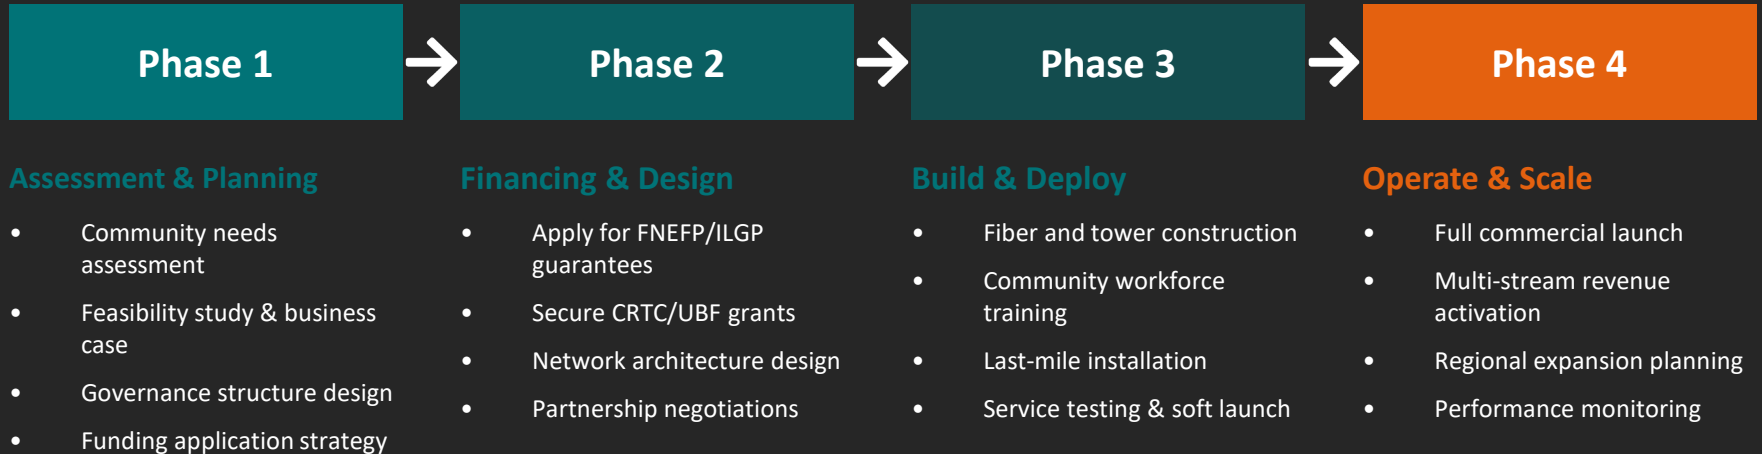 Phase 1
Phase 2
Phase 3
Phase 4
Assessment & Planning
• Community needs
assessment
• Feasibility study & business
case
• Governance structure design
• Funding application strategy
Financing & Design
• Apply for FNEFP/ILGP
guarantees
• Secure CRTC/UBF grants
• Network architecture design
• Partnership negotiations
Build & Deploy
• Fiber and tower construction
• Community workforce
training
• Last-mile installation
• Service testing & soft launch
Operate & Scale
• Full commercial launch
• Multi-stream revenue
activation
• Regional expansion planning
• Performance monitoring